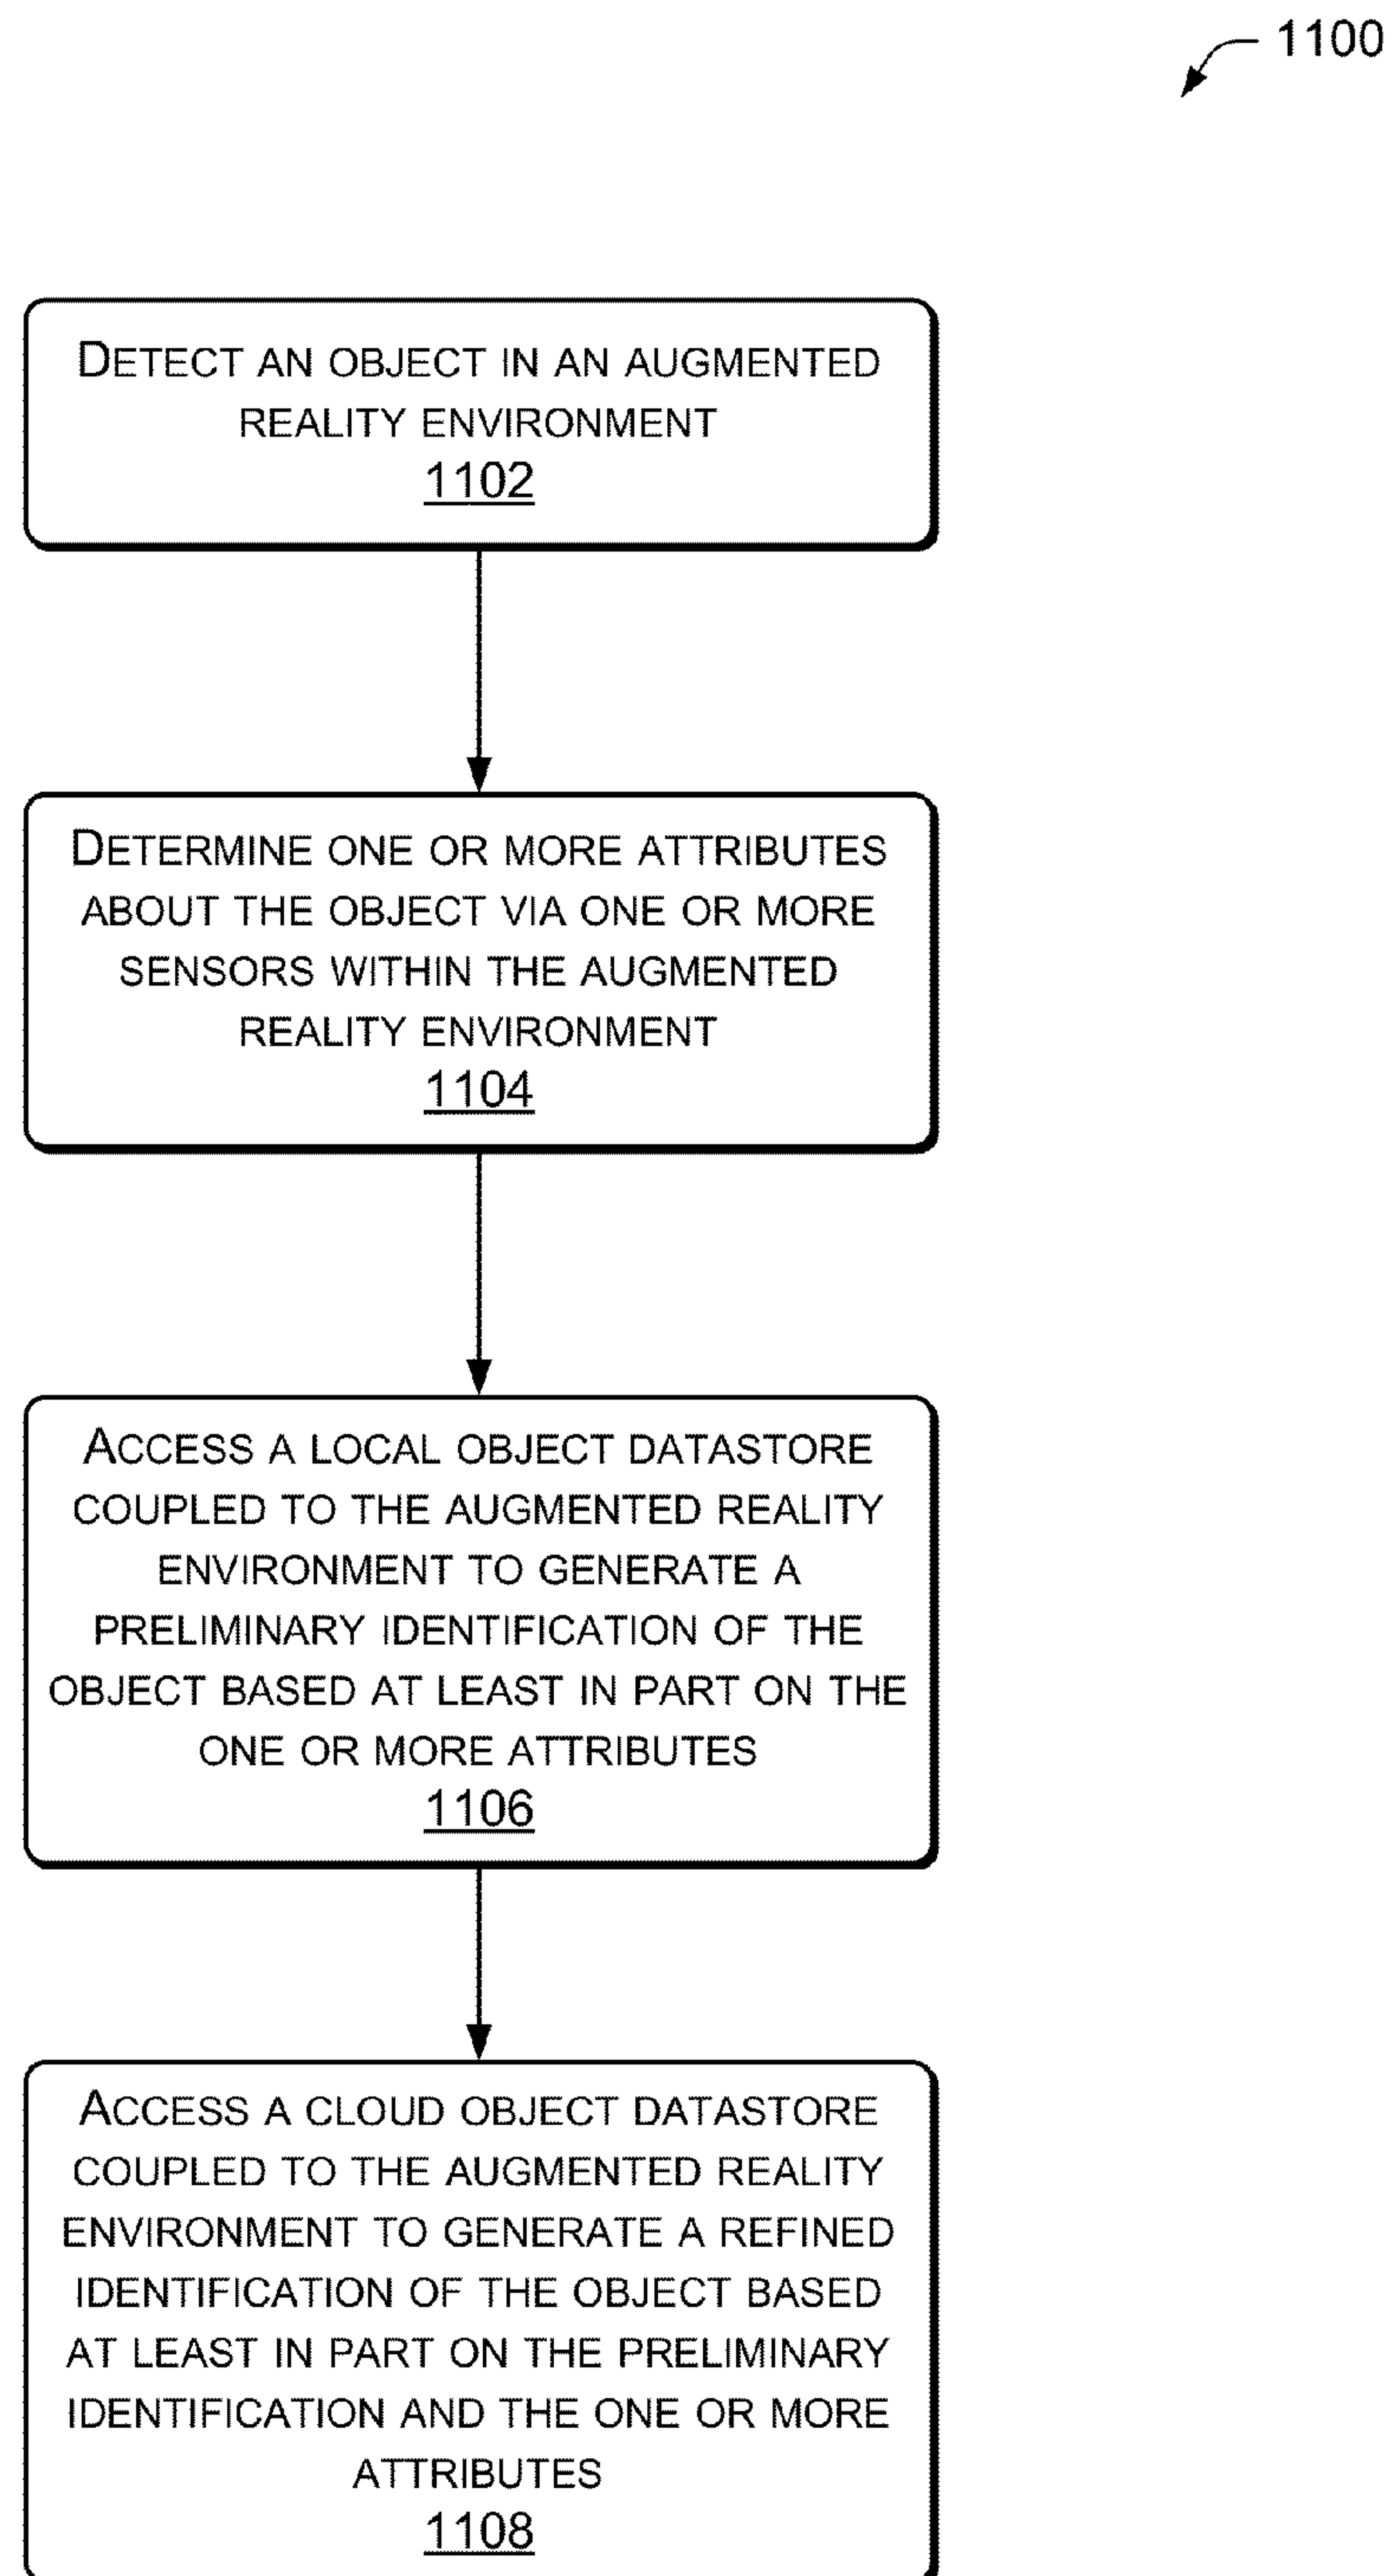 1100
DETECT AN OBJECT IN AN AUGMENTED
REALITY ENVIRONMENT
1102
DETERMINE ONE OR MORE ATTRIBUTES
ABOUT THE OBJECT VIA ONE OR MORE
SENSORS WITHIN THE AUGMENTED
REALITY ENVIRONMENT
1104
ACCESS A LOCAL OBJECT DATASTORE
COUPLED TO THE AUGMENTED REALITY
ENVIRONMENT TO GENERATE A
PRELIMINARY IDENTIFICATION OF THE
OBJECT BASED AT LEAST IN PART ON THE
ONE OR MORE ATTRIBUTES
1106
ACCESS A CLOUD OBJECT DATASTORE
COUPLED TO THE AUGMENTED REALITY
ENVIRONMENT TO GENERATE A REFINED
IDENTIFICATION OF THE OBJECT BASED
AT LEAST IN PART ON THE PRELIMINARY
IDENTIFICATION AND THE ONE OR MORE
ATTRIBUTES
1108